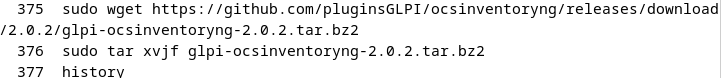 375 sudo wget https://github.com/pluginsGLPI/ocsinventoryng/releases/download
/2.0.2/glpi-ocsinventoryng-2.0.2.tar.bz2
376 sudo tar xvjf glpi-ocsinventoryng-2.0.2.tar.bz2
377 history